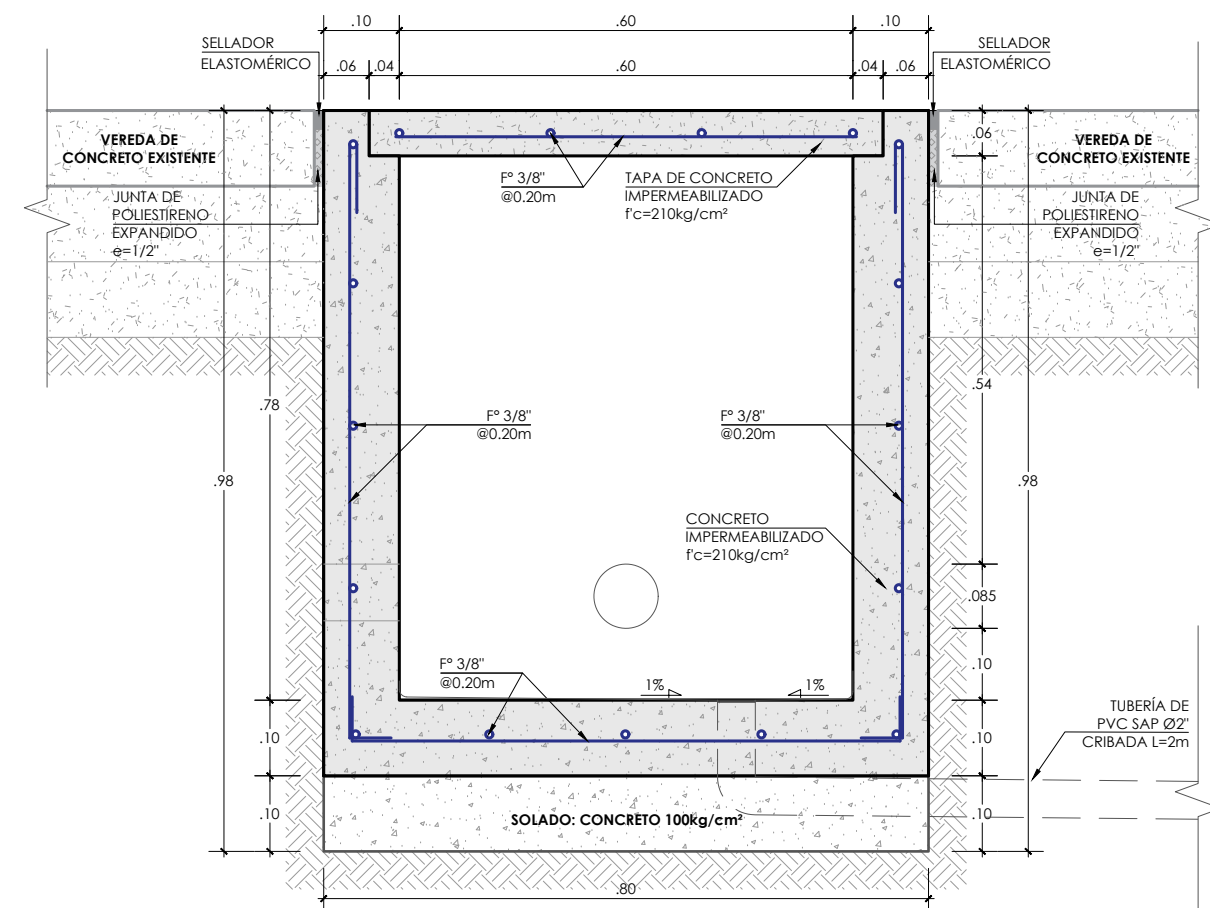 .10
.60
.10
SELLADOR
ELASTOMÉRICO
.06
.04
.60
.04
.06
SELLADOR
ELASTOMÉRICO
VEREDA DE
CONCRETO EXISTENTE
.06
VEREDA DE
CONCRETO EXISTENTE
F° 3/8"
@0.20m
TAPA DE CONCRETO
IMPERMEABILIZADO
f'c=210kg/cm²
JUNTA DE
POLIESTIRENO
EXPANDIDO
e=1/2"
JUNTA DE
POLIESTIRENO
EXPANDIDO
e=1/2"
.78
.54
F° 3/8"
@0.20m
F° 3/8"
@0.20m
.98
.98
CONCRETO
IMPERMEABILIZADO
f'c=210kg/cm²
.085
F° 3/8"
@0.20m
1%
1%
.10
TUBERÍA DE
PVC SAP Ø2"
CRIBADA L=2m
.10
.10
.10
.10
SOLADO: CONCRETO 100kg/cm²
.80